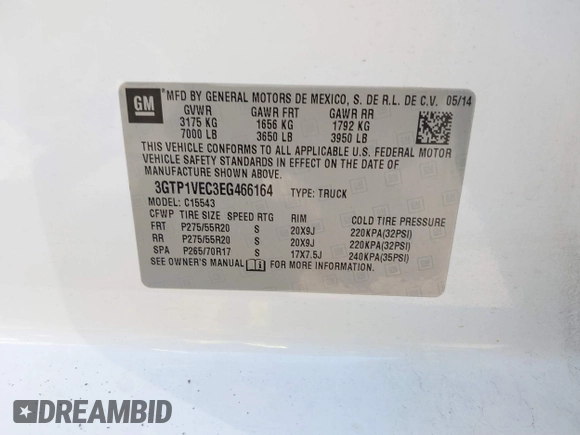 GM MFD BY GENERAL MOTORS DE MEXICO, S. DE R.L. DE C.V. 05/14
GVWR GAWR FRT GAWR RR
3175 KG 1656 KG 1792 KG
7000 LB 3650 LB 3950 LB
THIS VEHICLE CONFORMS TO ALL APPLICABLE U.S. FEDERAL MOTOR
VEHICLE SAFETY STANDARDS IN EFFECT ON THE DATE OF
MANUFACTURE SHOWN ABOVE.
3GTP1VEC3EG466164 TYPE: TRUCK
MODEL: C15543
CFWP TIRE SIZE SPEED RTG RIM COLD TIRE PRESSURE
FRT P275/55R20 S 20X9J 220KPA(32PSI)
RR P275/55R20 S 20X9J 220KPA(32PSI)
SPA P265/70R17 S 17X7.5J 240KPA(35PSI)
SEE OWNER'S MANUAL FOR MORE INFORMATION.
DREAMBID